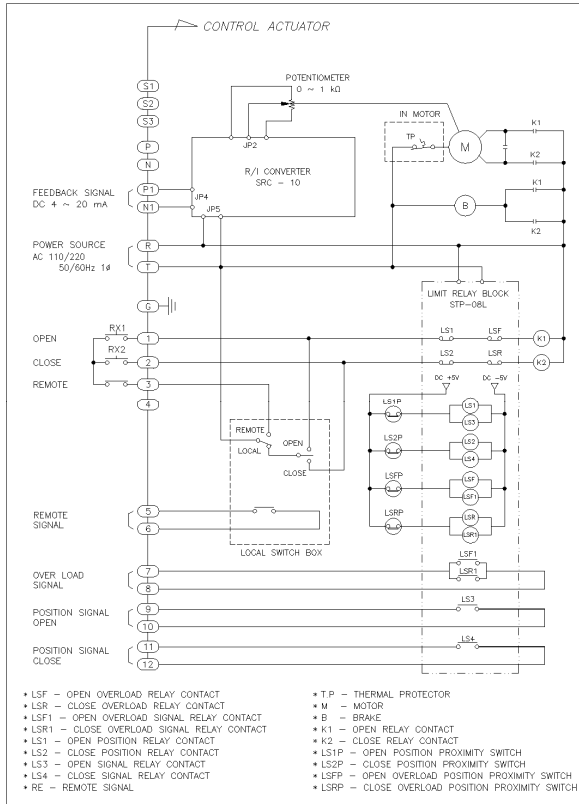 CONTROL ACTUATOR
S1
S2
S3
P
N
P1
N1
R
T
G
1
2
3
4
5
6
7
8
9
10
11
12
FEEDBACK SIGNAL
DC 4 ~ 20 mA
POWER SOURCE
AC 110/220
50/60Hz 1ø
OPEN
CLOSE
REMOTE
RX1
RX2
REMOTE
SIGNAL
OVER LOAD
SIGNAL
POSITION SIGNAL
OPEN
POSITION SIGNAL
CLOSE
POTENTIOMETER
0 ~ 1 kΩ
JP2
R/I CONVERTER
SRC - 10
JP4
JP5
IN MOTOR
TP
M
K1
K2
B
K1
K2
LIMIT RELAY BLOCK
STP-08L
LS1
LSF
K1
LS2
LSR
K2
DC +5V
DC -5V
LS1P
LS1
LS3
LS2P
LS2
LS4
LSFP
LSF
LSF1
LSRP
LSR
LSR1
LSF1
LSR1
LS3
LS4
REMOTE
LOCAL
OPEN
CLOSE
LOCAL SWITCH BOX
* LSF - OPEN OVERLOAD RELAY CONTACT
* LSR - CLOSE OVERLOAD RELAY CONTACT
* LSF1 - OPEN OVERLOAD SIGNAL RELAY CONTACT
* LSR1 - CLOSE OVERLOAD SIGNAL RELAY CONTACT
* LS1 - OPEN POSITION RELAY CONTACT
* LS2 - CLOSE POSITION RELAY CONTACT
* LS3 - OPEN SIGNAL RELAY CONTACT
* LS4 - CLOSE SIGNAL RELAY CONTACT
* RE - REMOTE SIGNAL
* T.P - THERMAL PROTECTOR
* M - MOTOR
* B - BRAKE
* K1 - OPEN RELAY CONTACT
* K2 - CLOSE RELAY CONTACT
* LS1P - OPEN POSITION PROXIMITY SWITCH
* LS2P - CLOSE POSITION PROXIMITY SWITCH
* LSFP - OPEN OVERLOAD POSITION PROXIMITY SWITCH
* LSRP - CLOSE OVERLOAD POSITION PROXIMITY SWITCH